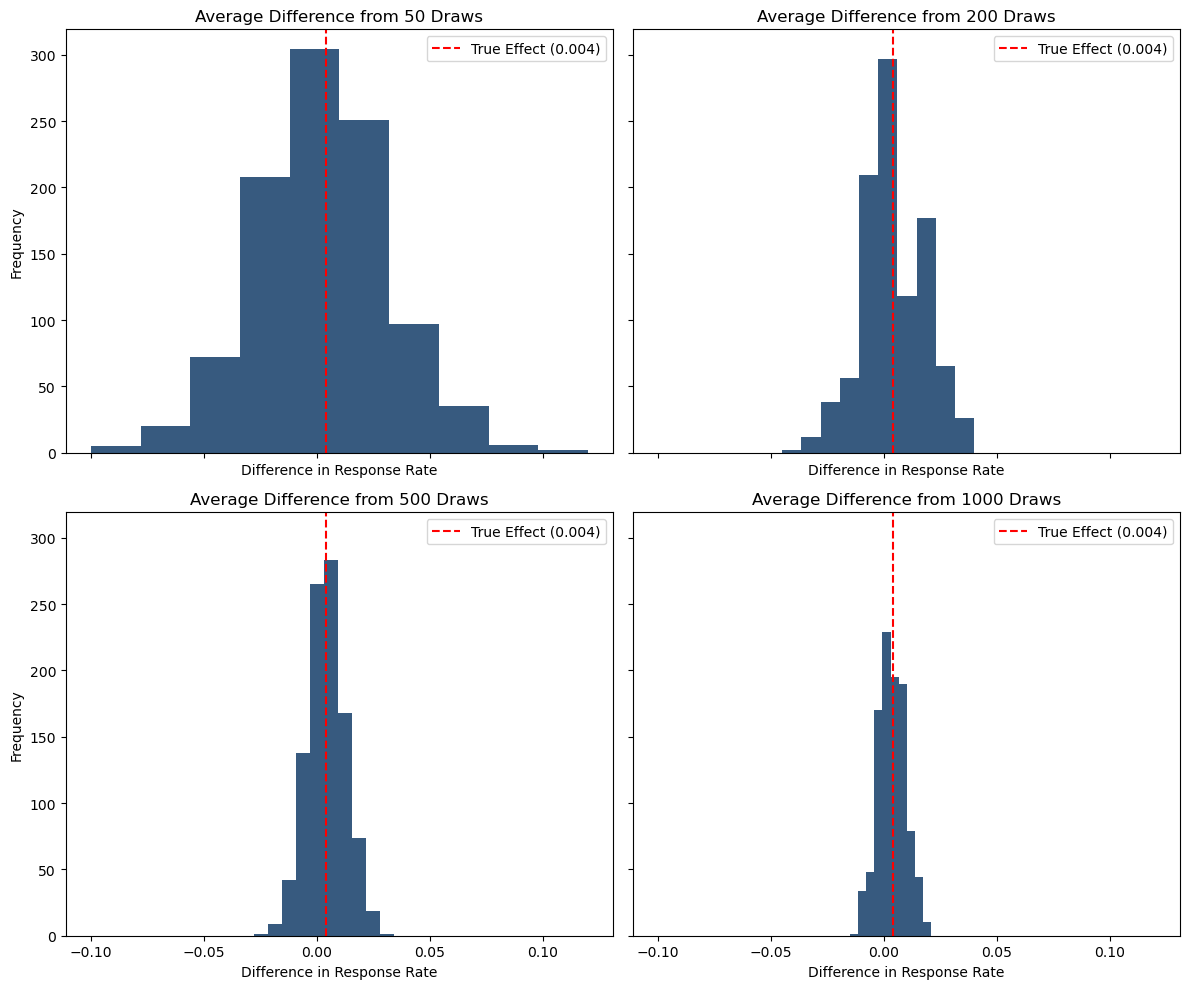 Average Difference from 50 Draws
True Effect (0.004)
300
250
200
150
100
50
0
Frequency
Difference in Response Rate
Average Difference from 200 Draws
True Effect (0.004)
Difference in Response Rate
Average Difference from 500 Draws
True Effect (0.004)
300
250
200
150
100
50
0
Frequency
−0.10 −0.05 0.00 0.05 0.10
Difference in Response Rate
Average Difference from 1000 Draws
True Effect (0.004)
−0.10 −0.05 0.00 0.05 0.10
Difference in Response Rate